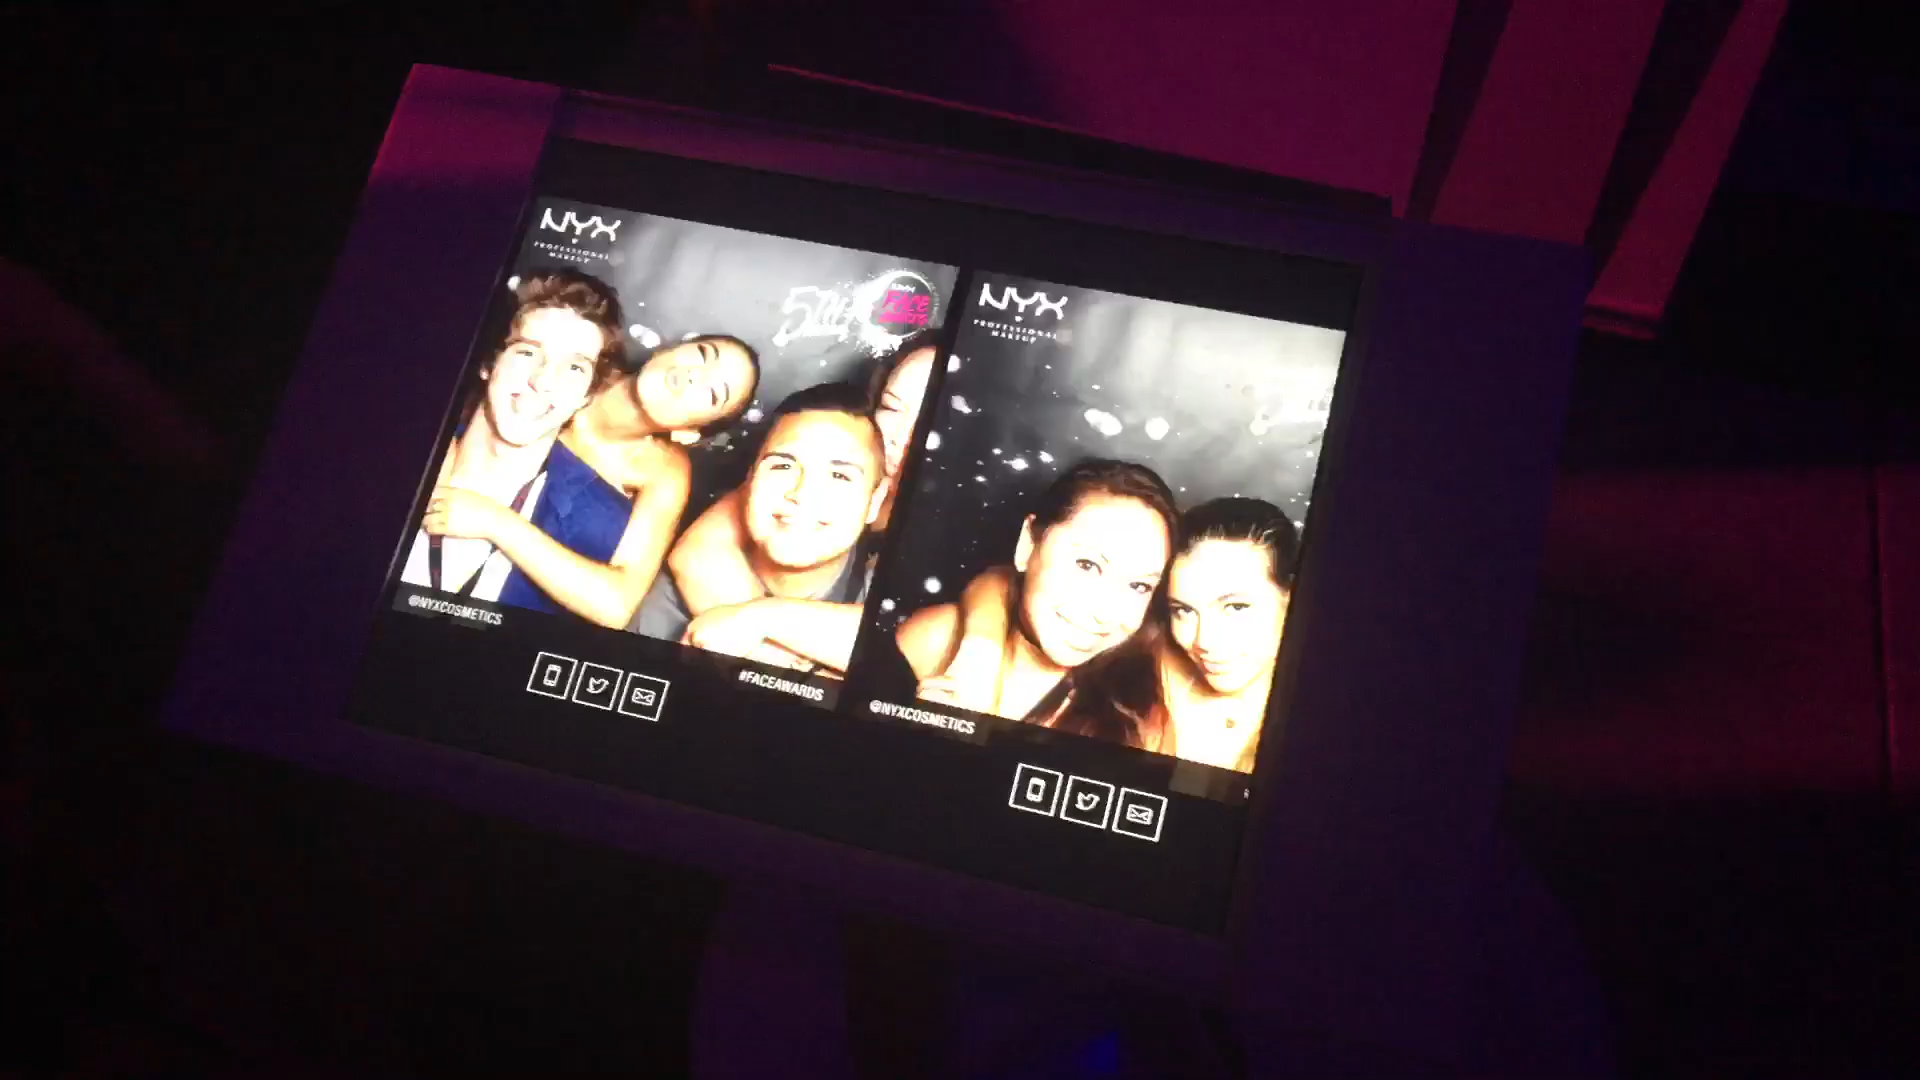 NYX
PROFESSIONAL
MAKEUP
5TH
FACE
AWARDS
@NYXCOSMETICS
#FACEAWARDS
NYX
PROFESSIONAL
MAKEUP
@NYXCOSMETICS